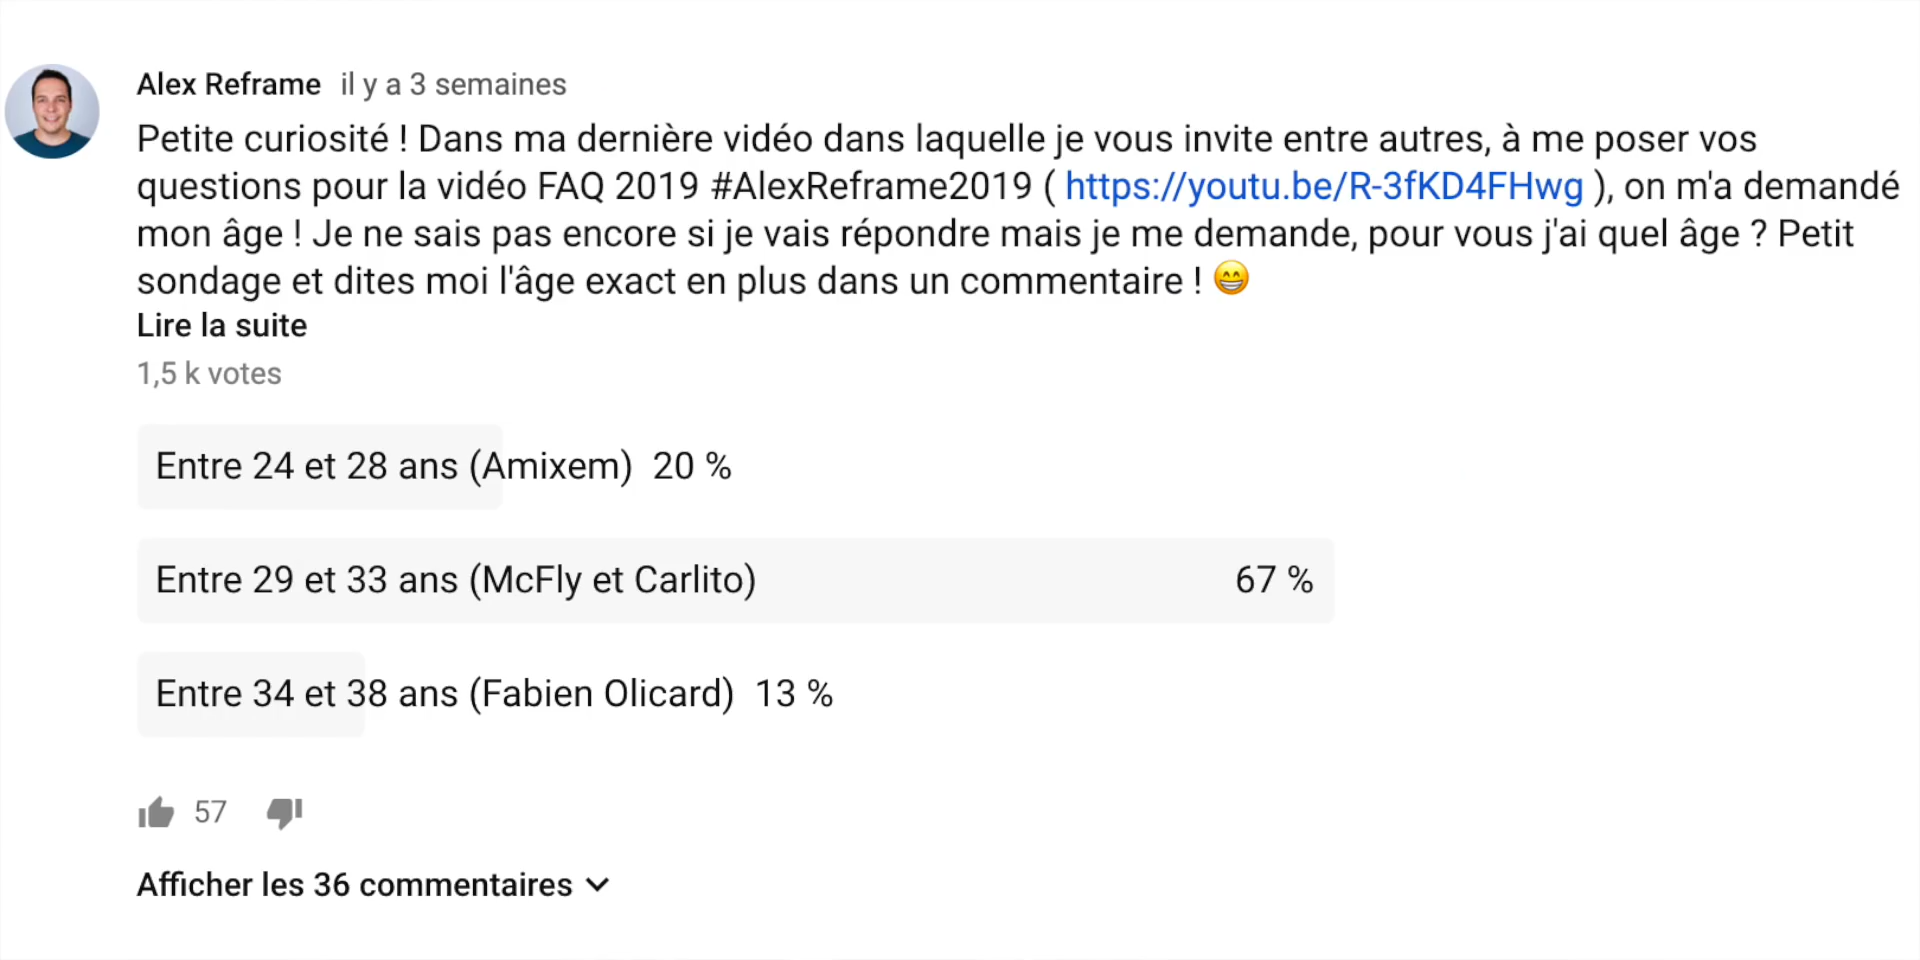 Alex Reframe il y a 3 semaines
Petite curiosité ! Dans ma dernière vidéo dans laquelle je vous invite entre autres, à me poser vos
questions pour la vidéo FAQ 2019 #AlexReframe2019 ( https://youtu.be/R-3fKD4FHwg ), on m'a demandé
mon âge ! Je ne sais pas encore si je vais répondre mais je me demande, pour vous j'ai quel âge ? Petit
sondage et dites moi l'âge exact en plus dans un commentaire ! 😁
Lire la suite
1,5 k votes
Entre 24 et 28 ans (Amixem) 20 %
Entre 29 et 33 ans (McFly et Carlito) 67 %
Entre 34 et 38 ans (Fabien Olicard) 13 %
57
Afficher les 36 commentaires